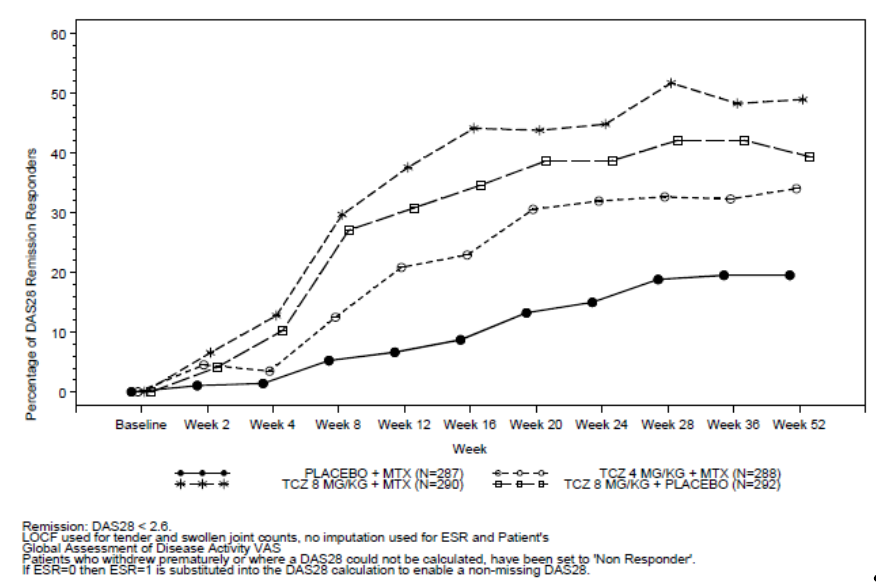 Percentage of DAS28 Remission Responders
60
50
40
30
20
10
0
Baseline Week 2 Week 4 Week 8 Week 12 Week 16 Week 20 Week 24 Week 28 Week 36 Week 52
Week
PLACEBO + MTX (N=287) TCZ 4 MG/KG + MTX (N=288)
TCZ 8 MG/KG + MTX (N=290) TCZ 8 MG/KG + PLACEBO (N=292)
Remission: DAS28 < 2.6.
LOCF used for tender and swollen joint counts, no imputation used for ESR and Patient's
Global Assessment of Disease Activity VAS
Patients who withdrew prematurely or where a DAS28 could not be calculated, have been set to 'Non Responder'.
If ESR=0 then ESR=1 is substituted into the DAS28 calculation to enable a non-missing DAS28.